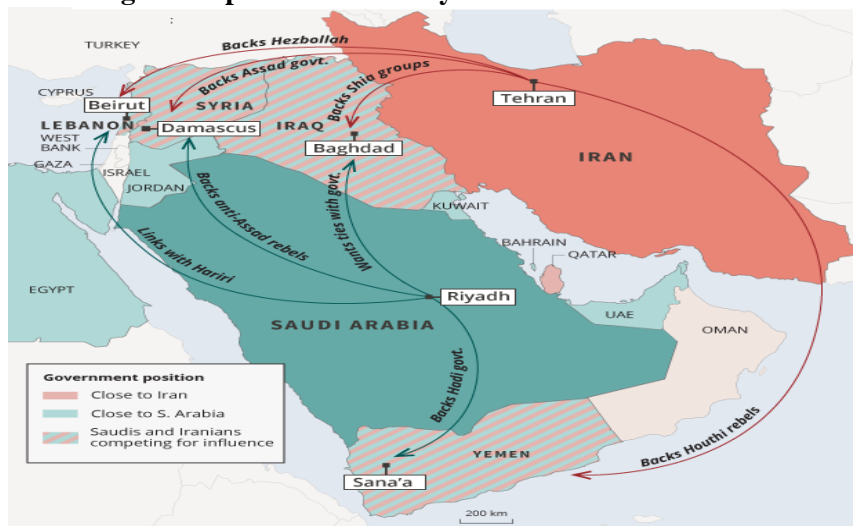 :
TURKEY
Backs Hezbollah
Backs Assad govt.
Backs Shia groups
CYPRUS
Beirut
SYRIA
Tehran
LEBANON
Damascus
IRAQ
WEST
BANK
Baghdad
IRAN
GAZA
ISRAEL
JORDAN
Backs anti-Assad rebels
Wants ties with govt.
KUWAIT
Links with Hariri
BAHRAIN
QATAR
EGYPT
Riyadh
SAUDI ARABIA
UAE
OMAN
Government position
Close to Iran
Close to S. Arabia
Saudis and Iranians
competing for influence
Backs Hadi govt.
Backs Houthi rebels
YEMEN
Sana'a
200 km